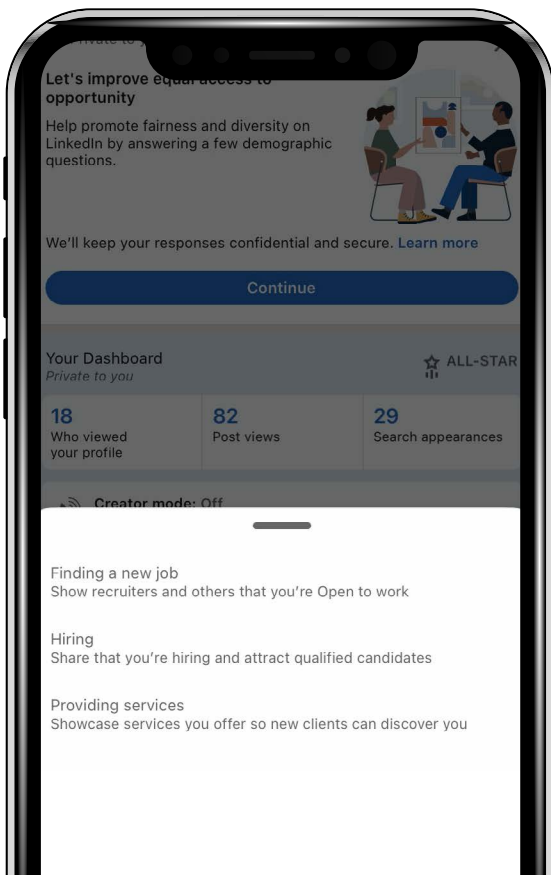 Let's improve equal access to
opportunity
Help promote fairness and diversity on
LinkedIn by answering a few demographic
questions.
We'll keep your responses confidential and secure. Learn more
Continue
Your Dashboard
Private to you
ALL-STAR
18
Who viewed
your profile
82
Post views
29
Search appearances
Creator mode: Off
Finding a new job
Show recruiters and others that you're Open to work
Hiring
Share that you're hiring and attract qualified candidates
Providing services
Showcase services you offer so new clients can discover you